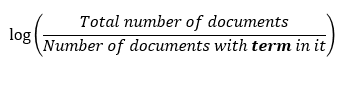 log(Total number of documents
Number of documents with term in it)